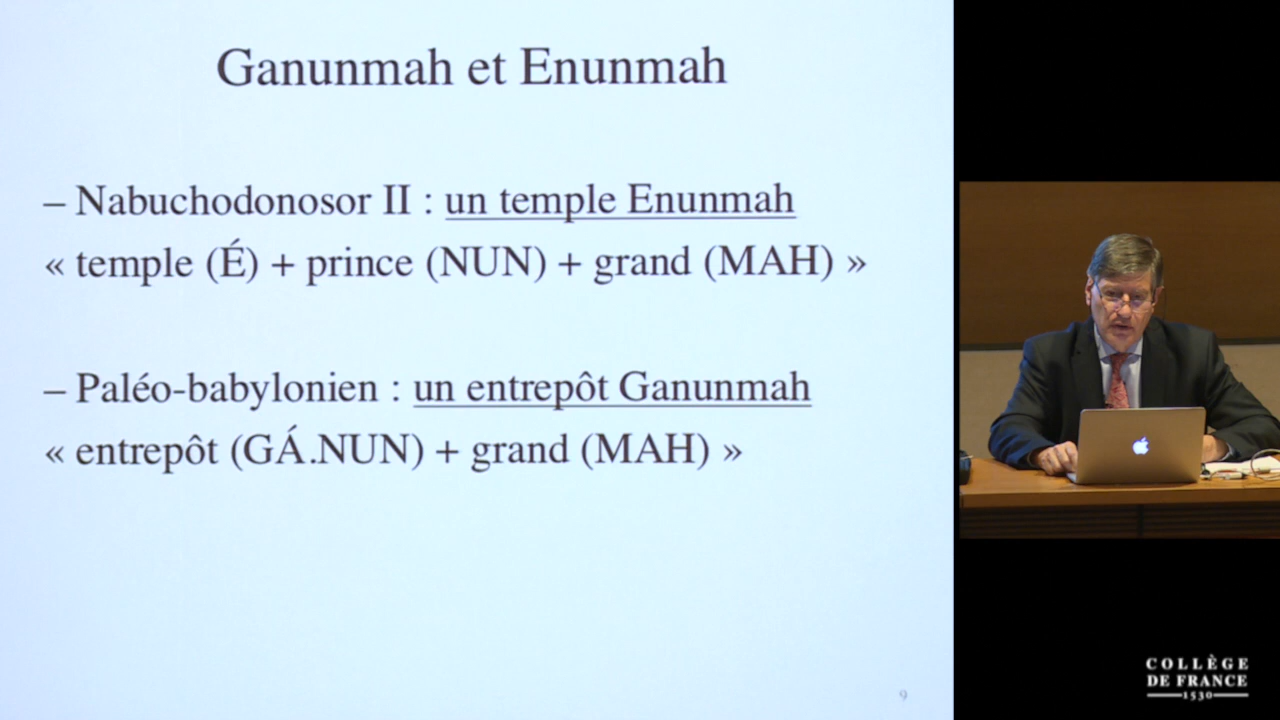 Ganunmah et Enunmah
– Nabuchodonosor II : un temple Enunmah
« temple (É) + prince (NUN) + grand (MAH) »
– Paléo-babylonien : un entrepôt Ganunmah
« entrepôt (GÁ.NUN) + grand (MAH) »
9
COLLÈGE
DE FRANCE
1530